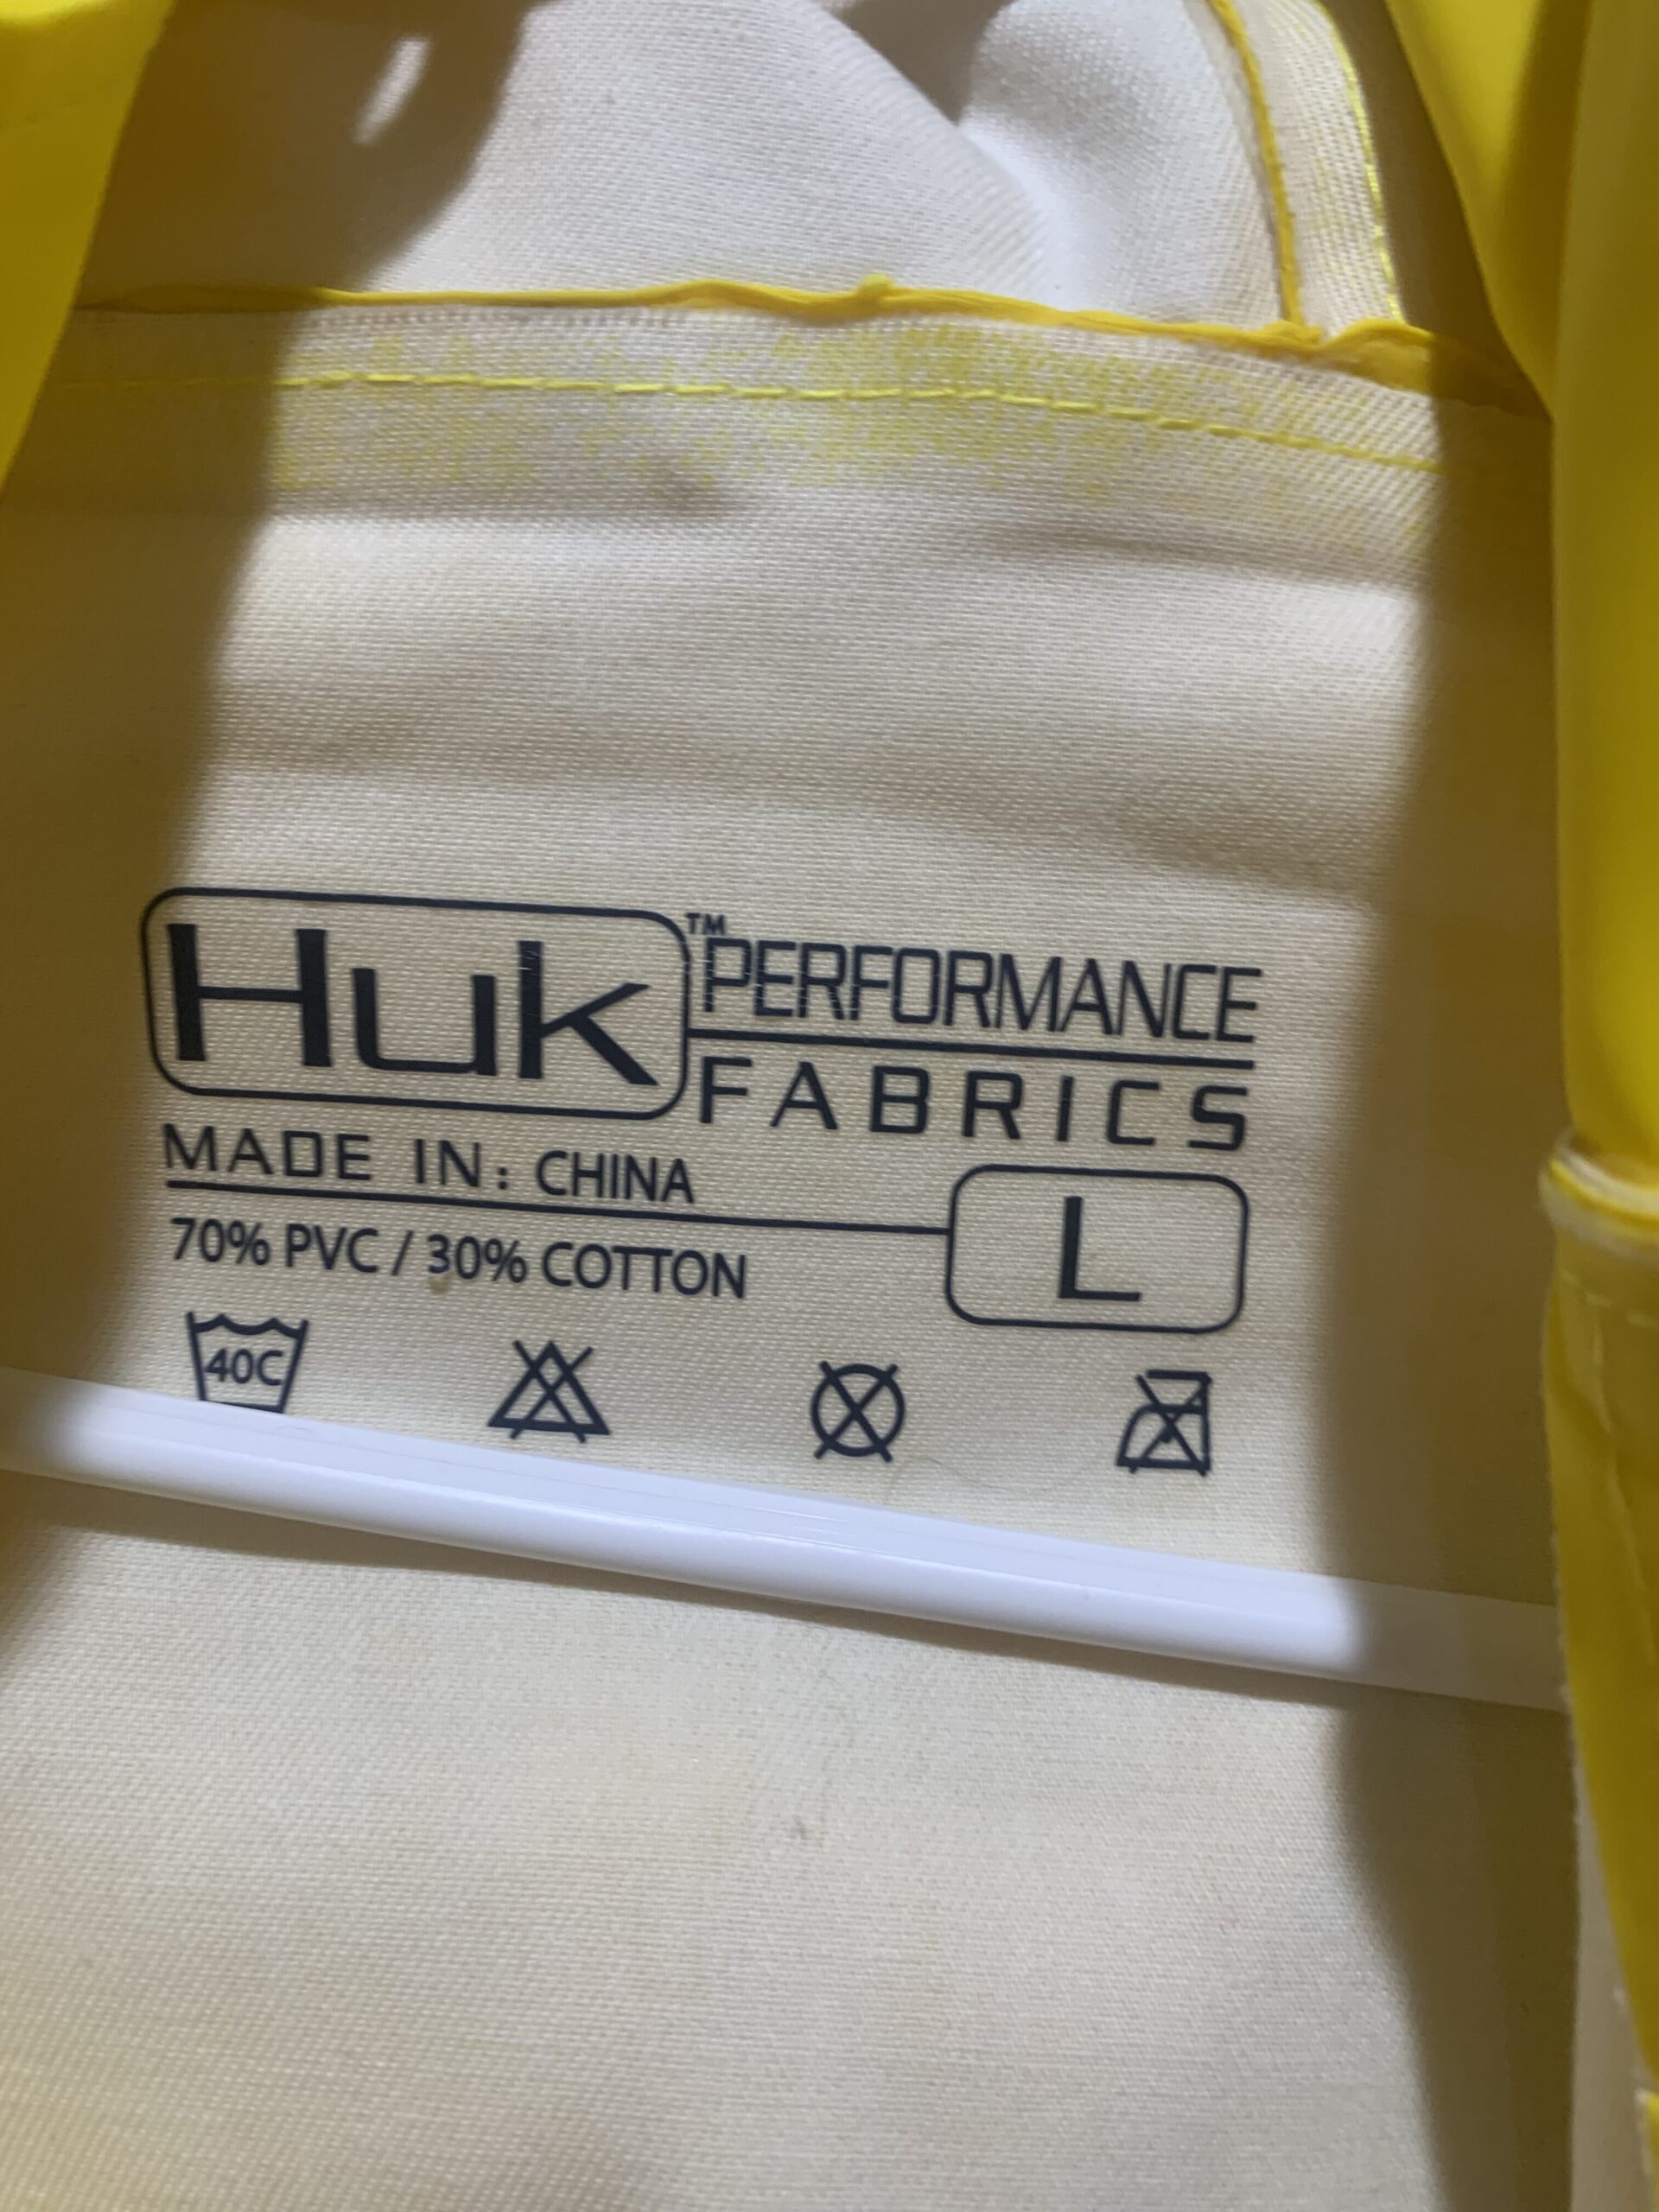 Huk™ PERFORMANCE
FABRICS
MADE IN: CHINA
L
70% PVC / 30% COTTON
40C